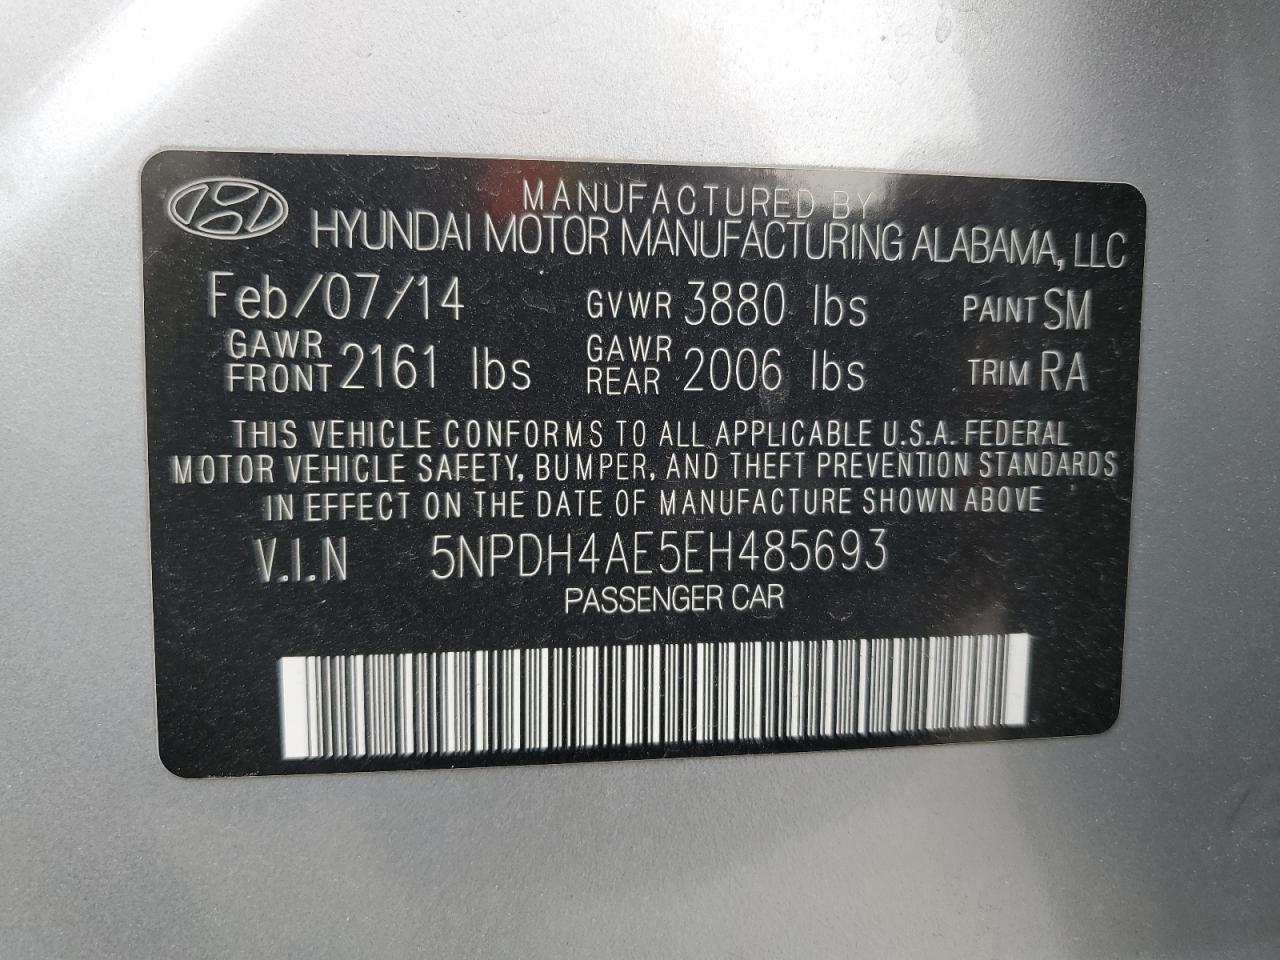 MANUFACTURED BY
HYUNDAI MOTOR MANUFACTURING ALABAMA, LLC
Feb/07/14 GVWR 3880 lbs PAINT SM
GAWR FRONT 2161 lbs GAWR REAR 2006 lbs TRIM RA
THIS VEHICLE CONFORMS TO ALL APPLICABLE U.S.A. FEDERAL
MOTOR VEHICLE SAFETY, BUMPER, AND THEFT PREVENTION STANDARDS
IN EFFECT ON THE DATE OF MANUFACTURE SHOWN ABOVE
V.I.N 5NPDH4AE5EH485693
PASSENGER CAR